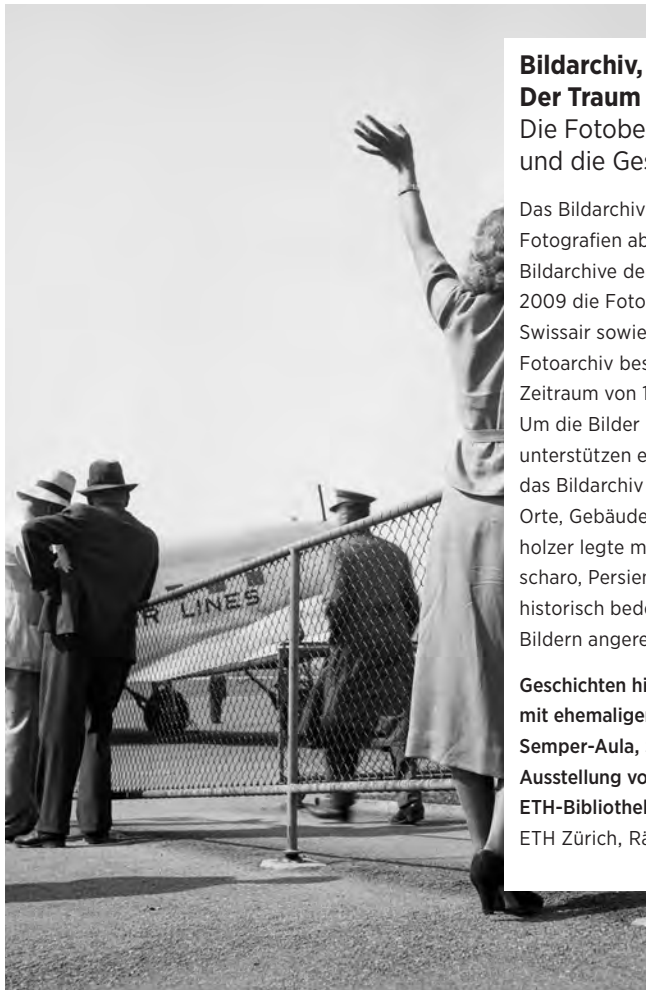 Bildarchiv,
Der Traum
Die Fotobe
und die Ges
Das Bildarchiv
Fotografien ab
Bildarchive de
2009 die Foto
Swissair sowie
Fotoarchiv bes
Zeitraum von 1
Um die Bilder
unterstützen e
das Bildarchiv
Orte, Gebäude
holzer legte m
scharo, Persien
historisch bede
Bildern angere
Geschichten hi
mit ehemaliger
Semper-Aula,
Ausstellung vo
ETH-Bibliothek
ETH Zürich, Rä
R LINES